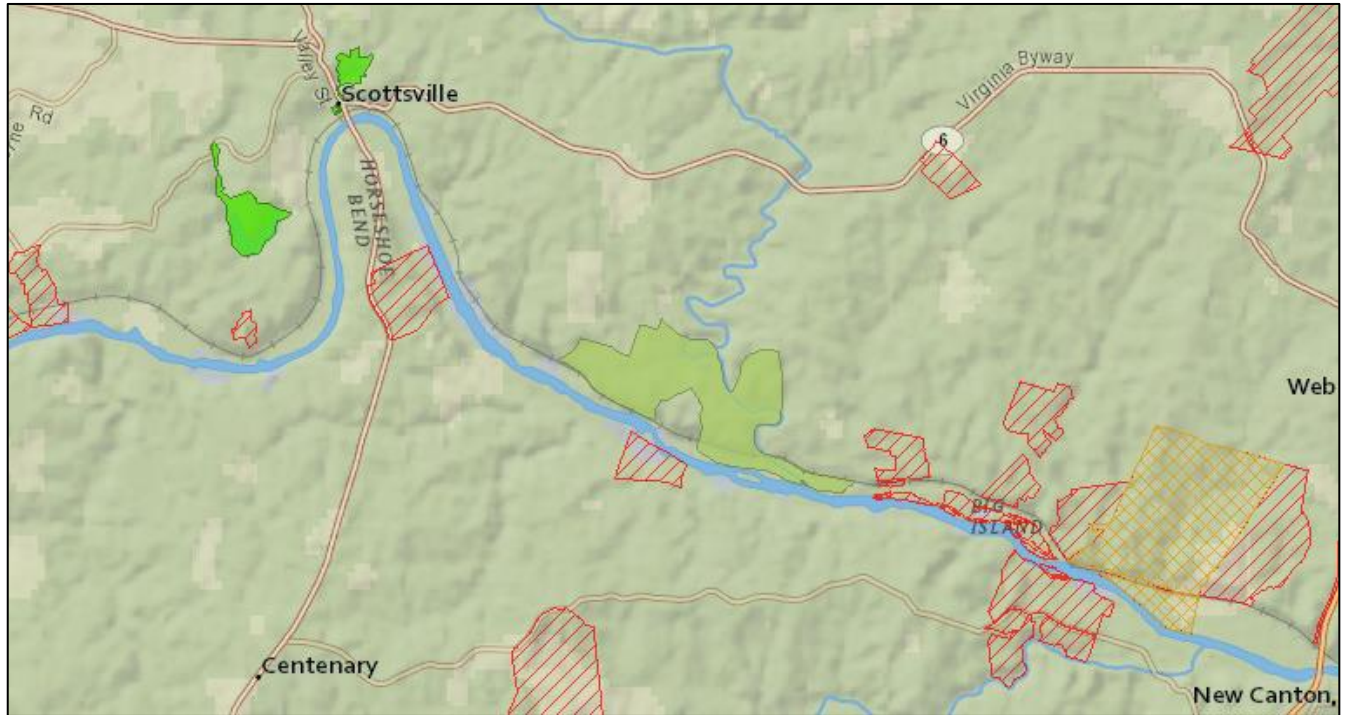 Valley St
Scottsville
Virginia Byway
6
Rd
HORSESHOE
BEND
Web
BIG
ISLAND
Centenary
New Canton,